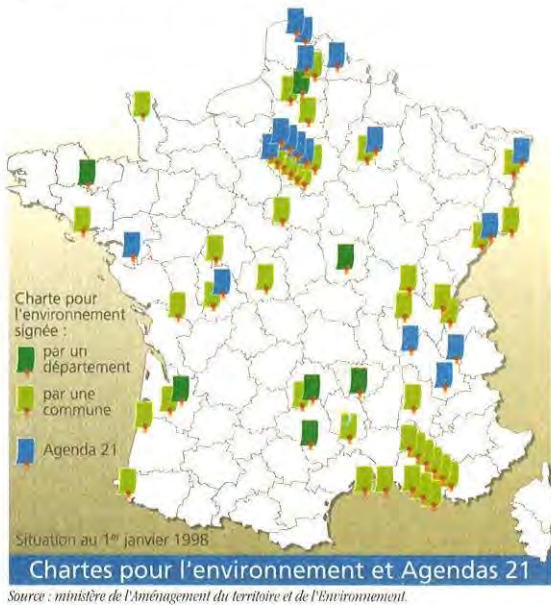 Charte pour
l'environnement
signée :
par un
département
par une
commune
Agenda 21
Situation au 1er janvier 1998
Chartes pour l'environnement et Agendas 21
Source : ministère de l'Aménagement du territoire et de l'Environnement.